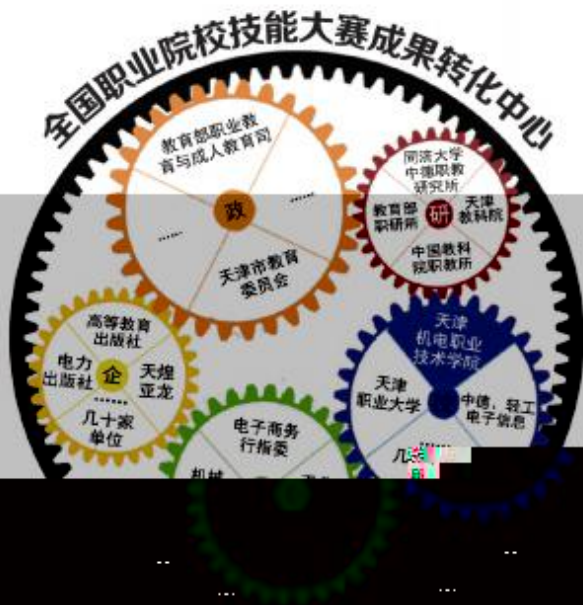 全国职业院校技能大赛成果转化中心
教育部职业教
育与成人教育司
政
......
......
天津市教育
委员会
同济大学
中德职教
研究所
教育部
职研所
研
天津
教科院
中国教科
院职教所
高等教育
出版社
电力
出版社
企
天煌
亚龙
......
几十家
单位
天津
机电职业
技术学院
天津
职业大学
中德，轻工
电子信息
......
电子商务
行指委
机械